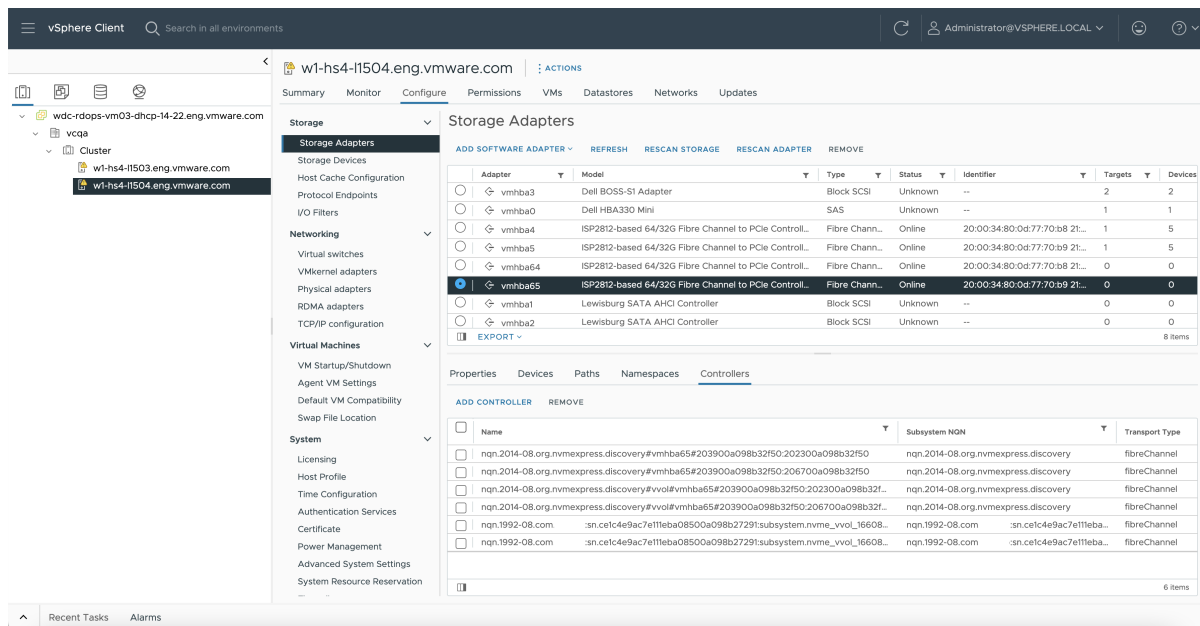 vSphere Client
Search in all environments
Administrator@VSPHERE.LOCAL
wdc-rdops-vm03-dhcp-14-22.eng.vmware.com
vcqa
Cluster
w1-hs4-l1503.eng.vmware.com
w1-hs4-l1504.eng.vmware.com
w1-hs4-l1504.eng.vmware.com
ACTIONS
Summary Monitor Configure Permissions VMs Datastores Networks Updates
Storage
Storage Adapters
Storage Devices
Host Cache Configuration
Protocol Endpoints
I/O Filters
Networking
Virtual switches
VMkernel adapters
Physical adapters
RDMA adapters
TCP/IP configuration
Virtual Machines
VM Startup/Shutdown
Agent VM Settings
Default VM Compatibility
Swap File Location
System
Licensing
Host Profile
Time Configuration
Authentication Services
Certificate
Power Management
Advanced System Settings
System Resource Reservation
Storage Adapters
ADD SOFTWARE ADAPTER REFRESH RESCAN STORAGE RESCAN ADAPTER REMOVE
Adapter Model Type Status Identifier Targets Devices
vmhba3 Dell BOSS-S1 Adapter Block SCSI Unknown -- 2 2
vmhba0 Dell HBA330 Mini SAS Unknown -- 1 1
vmhba4 ISP2812-based 64/32G Fibre Channel to PCIe Controll... Fibre Chann... Online 20:00:34:80:0d:77:70:b8 21:... 1 5
vmhba5 ISP2812-based 64/32G Fibre Channel to PCIe Controll... Fibre Chann... Online 20:00:34:80:0d:77:70:b9 21:... 1 5
vmhba64 ISP2812-based 64/32G Fibre Channel to PCIe Controll... Fibre Chann... Online 20:00:34:80:0d:77:70:b8 21:... 0 0
vmhba65 ISP2812-based 64/32G Fibre Channel to PCIe Controll... Fibre Chann... Online 20:00:34:80:0d:77:70:b9 21:... 0 0
vmhba1 Lewisburg SATA AHCI Controller Block SCSI Unknown -- 0 0
vmhba2 Lewisburg SATA AHCI Controller Block SCSI Unknown -- 0 0
EXPORT 8 items
Properties Devices Paths Namespaces Controllers
ADD CONTROLLER REMOVE
Name Subsystem NQN Transport Type
nqn.2014-08.org.nvmexpress.discovery#vmhba65#203900a098b32f50:202300a098b32f50 nqn.2014-08.org.nvmexpress.discovery fibreChannel
nqn.2014-08.org.nvmexpress.discovery#vmhba65#203900a098b32f50:206700a098b32f50 nqn.2014-08.org.nvmexpress.discovery fibreChannel
nqn.2014-08.org.nvmexpress.discovery#vvol#vmhba65#203900a098b32f50:202300a098b32f... nqn.2014-08.org.nvmexpress.discovery fibreChannel
nqn.2014-08.org.nvmexpress.discovery#vvol#vmhba65#203900a098b32f50:206700a098b32f... nqn.2014-08.org.nvmexpress.discovery fibreChannel
nqn.1992-08.com :sn.ce1c4e9ac7e111eba08500a098b27291:subsystem.nvme_vvol_16608... nqn.1992-08.com :sn.ce1c4e9ac7e111eba... fibreChannel
nqn.1992-08.com :sn.ce1c4e9ac7e111eba08500a098b27291:subsystem.nvme_vvol_16608... nqn.1992-08.com :sn.ce1c4e9ac7e111eba... fibreChannel
6 items
Recent Tasks Alarms